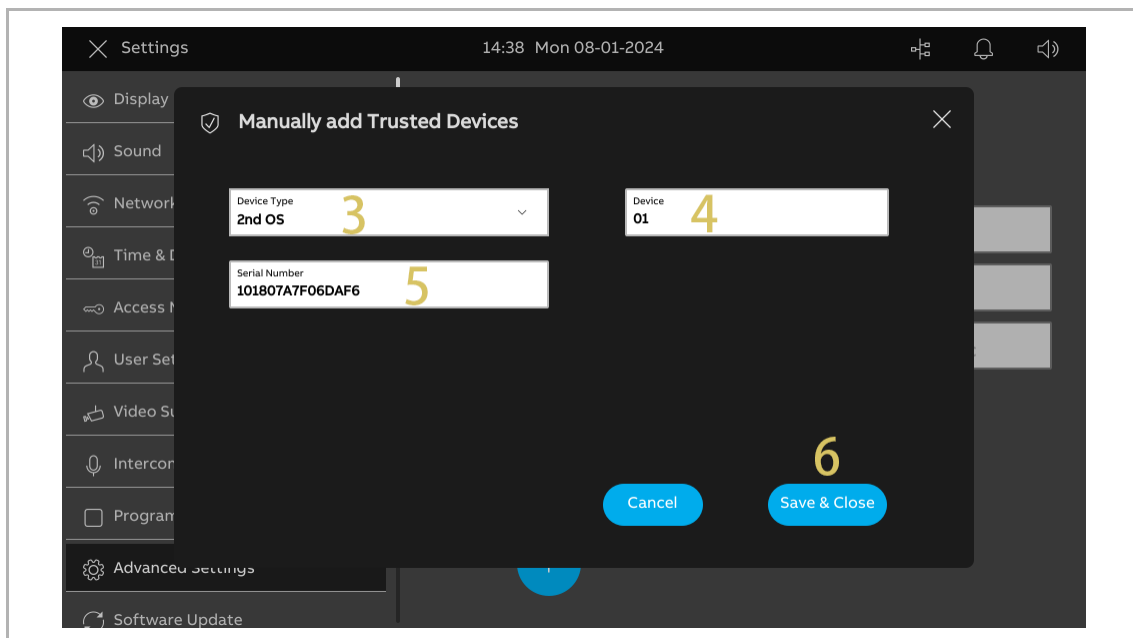 Settings
14:38 Mon 08-01-2024
Display
Manually add Trusted Devices
Sound
Network
Device Type
2nd OS
3
Device
01
4
Time & D
Serial Number
101807A7F06DAF6
5
Access
User Set
Video Su
6
Intercom
Cancel
Save & Close
Program
Advanced Settings
Software Update